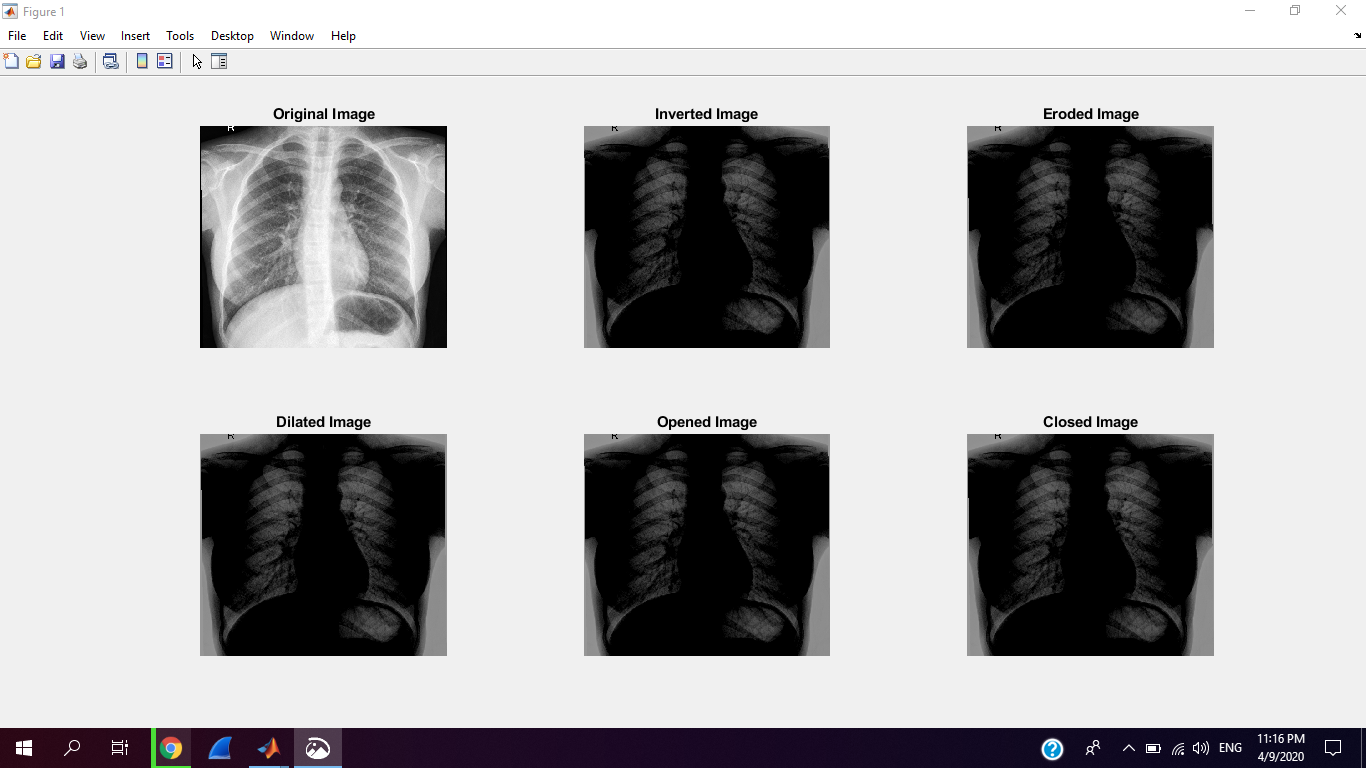 Figure 1
File Edit View Insert Tools Desktop Window Help
Original Image Inverted Image Eroded Image
R R R
Dilated Image Opened Image Closed Image
R R R
ENG
11:16 PM
4/9/2020